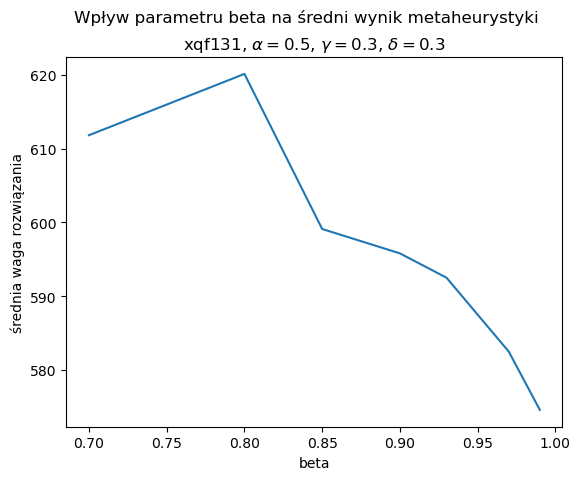 Wpływ parametru beta na średni wynik metaheurystyki
xqf131, α = 0.5, γ = 0.3, δ = 0.3
620
610
600
590
580
średnia waga rozwiązania
0.70 0.75 0.80 0.85 0.90 0.95 1.00
beta